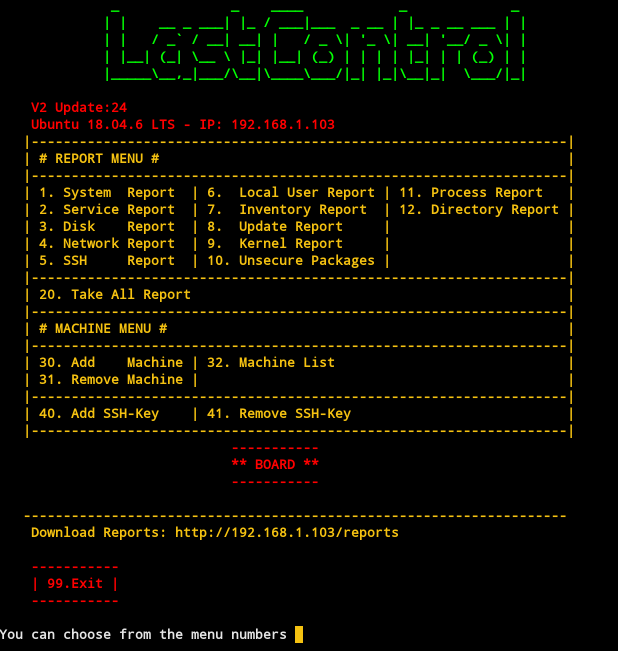 LastControl
V2 Update:24
Ubuntu 18.04.6 LTS - IP: 192.168.1.103
|-------------------------------------------------------------------|
| # REPORT MENU # |
|-------------------------------------------------------------------|
| 1. System Report | 6. Local User Report | 11. Process Report |
| 2. Service Report | 7. Inventory Report | 12. Directory Report |
| 3. Disk Report | 8. Update Report | |
| 4. Network Report | 9. Kernel Report | |
| 5. SSH Report | 10. Unsecure Packages | |
|-------------------------------------------------------------------|
| 20. Take All Report |
|-------------------------------------------------------------------|
| # MACHINE MENU # |
|-------------------------------------------------------------------|
| 30. Add Machine | 32. Machine List |
| 31. Remove Machine | |
|-------------------------------------------------------------------|
| 40. Add SSH-Key | 41. Remove SSH-Key |
|-------------------------------------------------------------------|
-----------
** BOARD **
-----------
--------------------------------------------------------------------
Download Reports: http://192.168.1.103/reports
-----------
| 99.Exit |
-----------
You can choose from the menu numbers